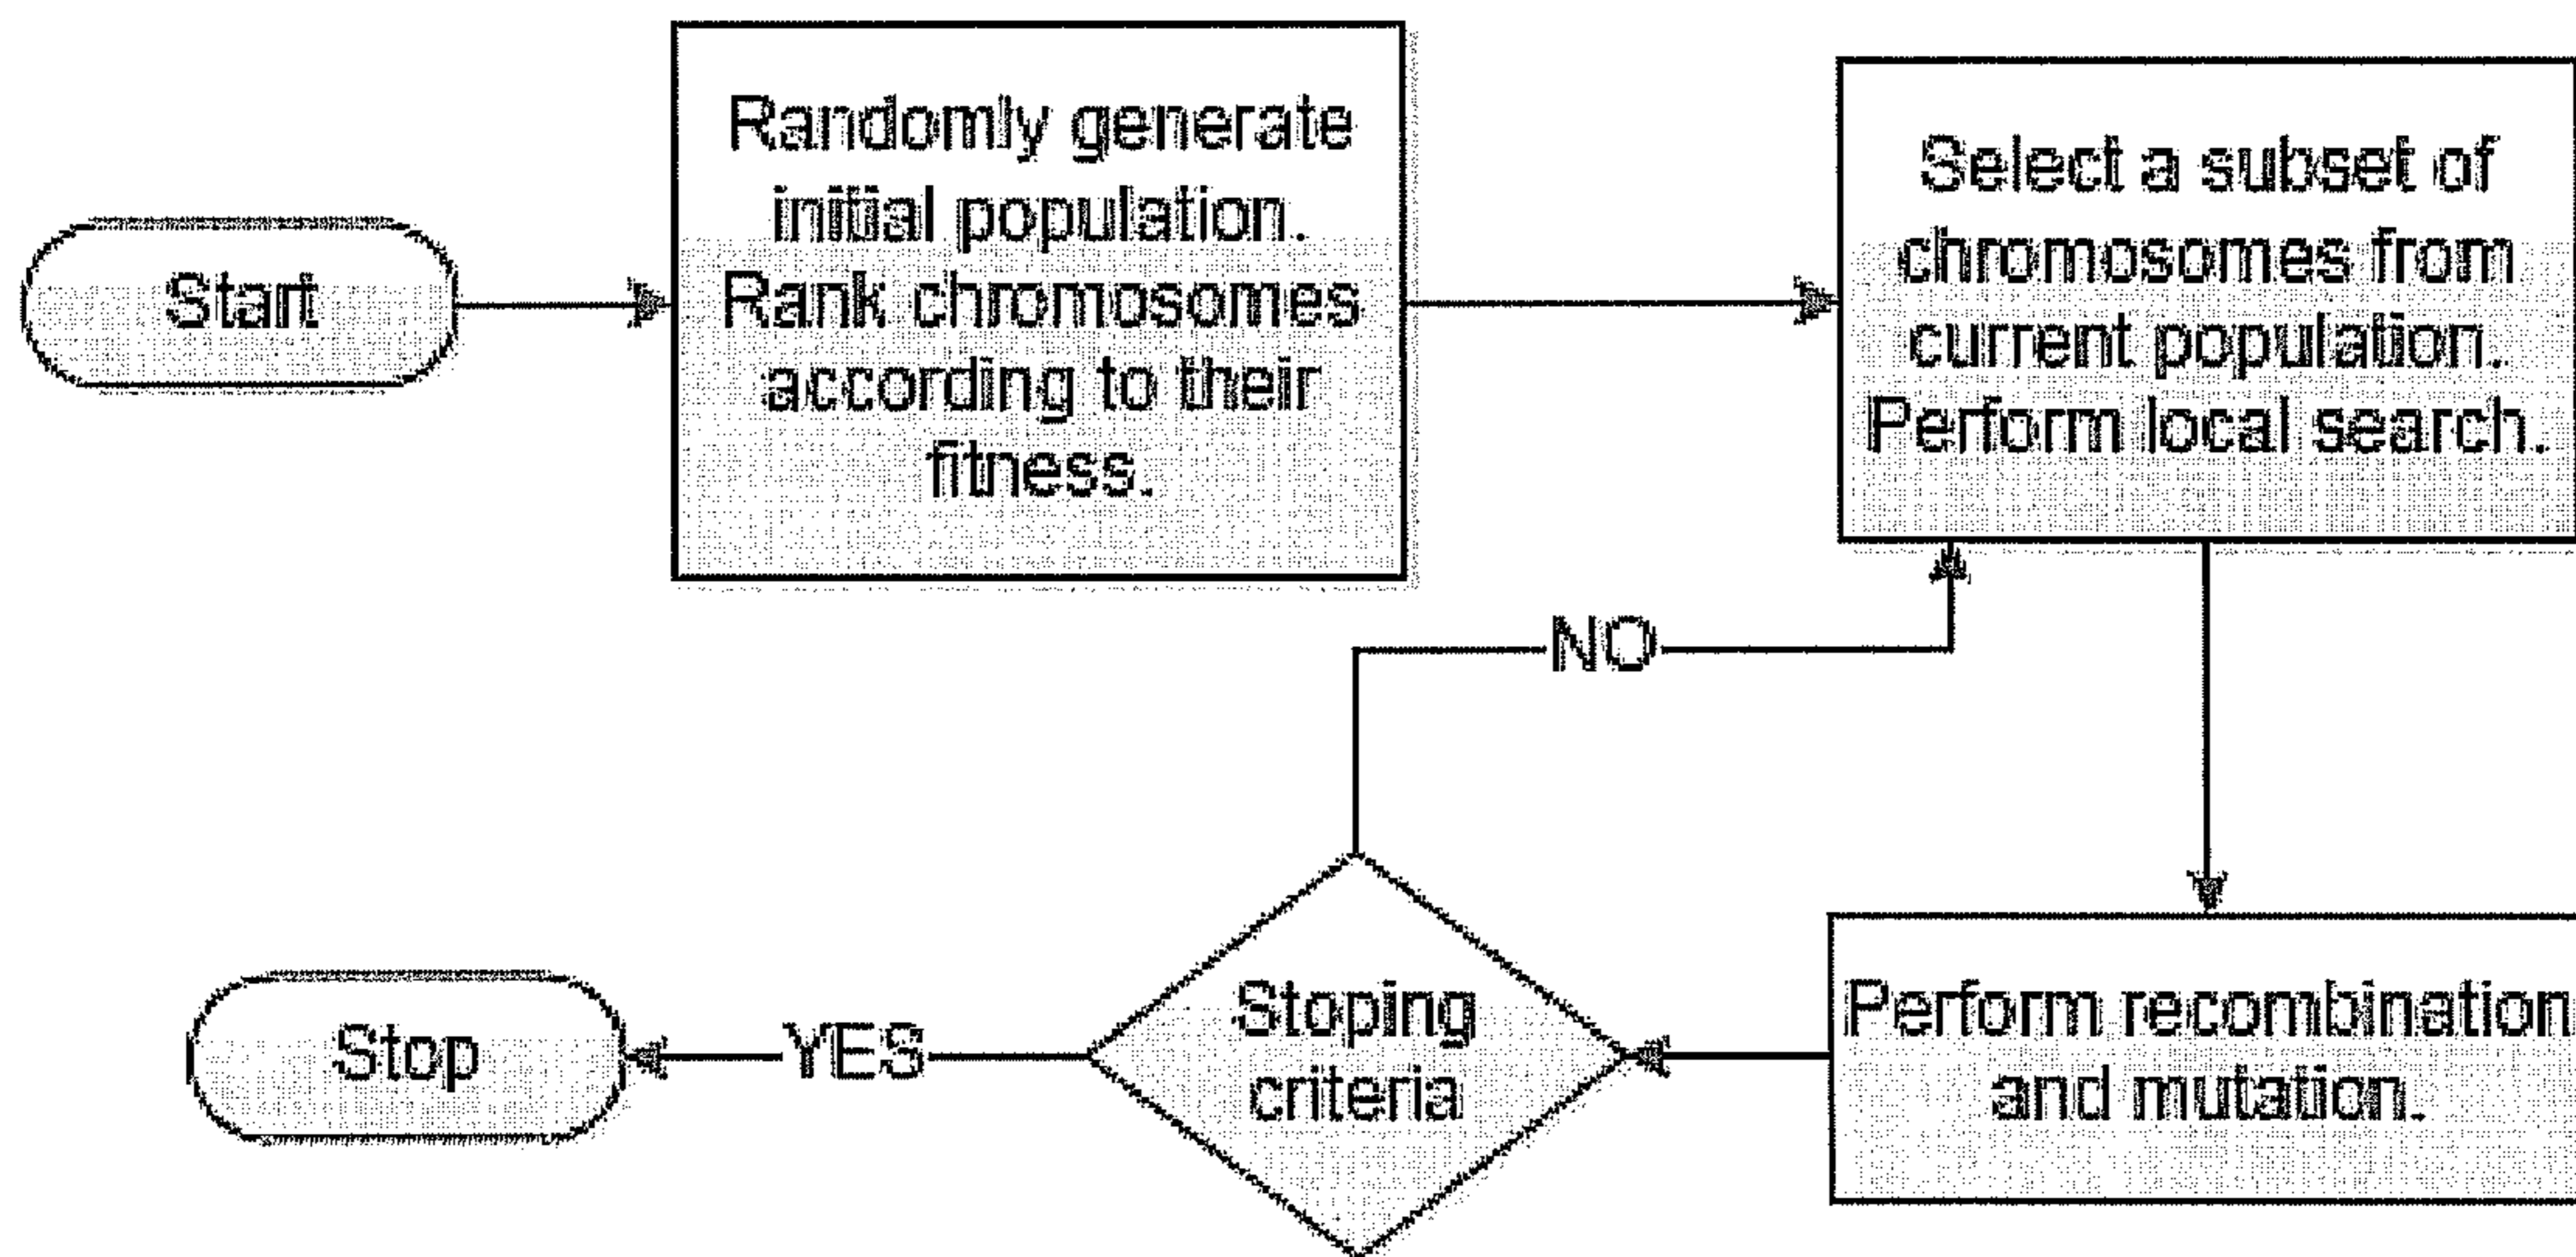 Start
Randomly generate
initial population.
Rank chromosomes
according to their
fitness.
Select a subset of
chromosomes from
current population.
Perform local search.
NO
Perform recombination
and mutation.
Stoping
criteria
YES
Stop